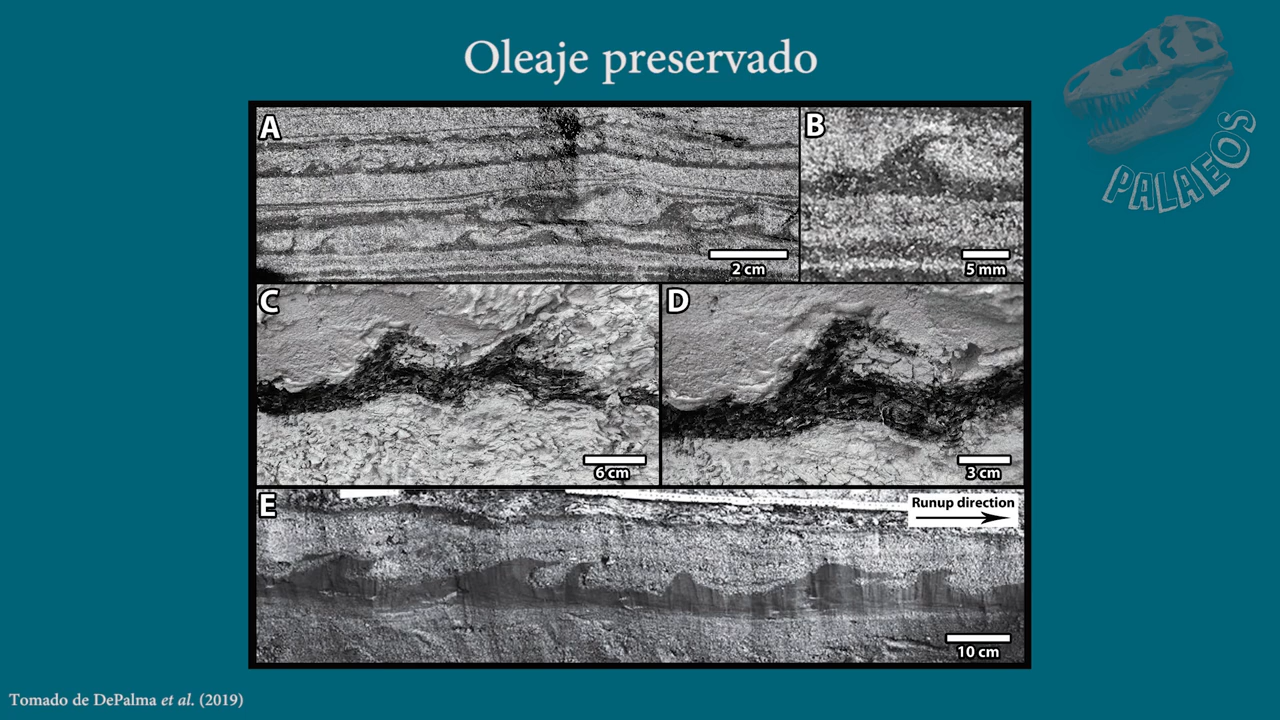 Oleaje preservado
PALAEOS
A
B
2 cm
5 mm
C
D
6 cm
3 cm
E
Runup direction
10 cm
Tomado de DePalma et al. (2019)